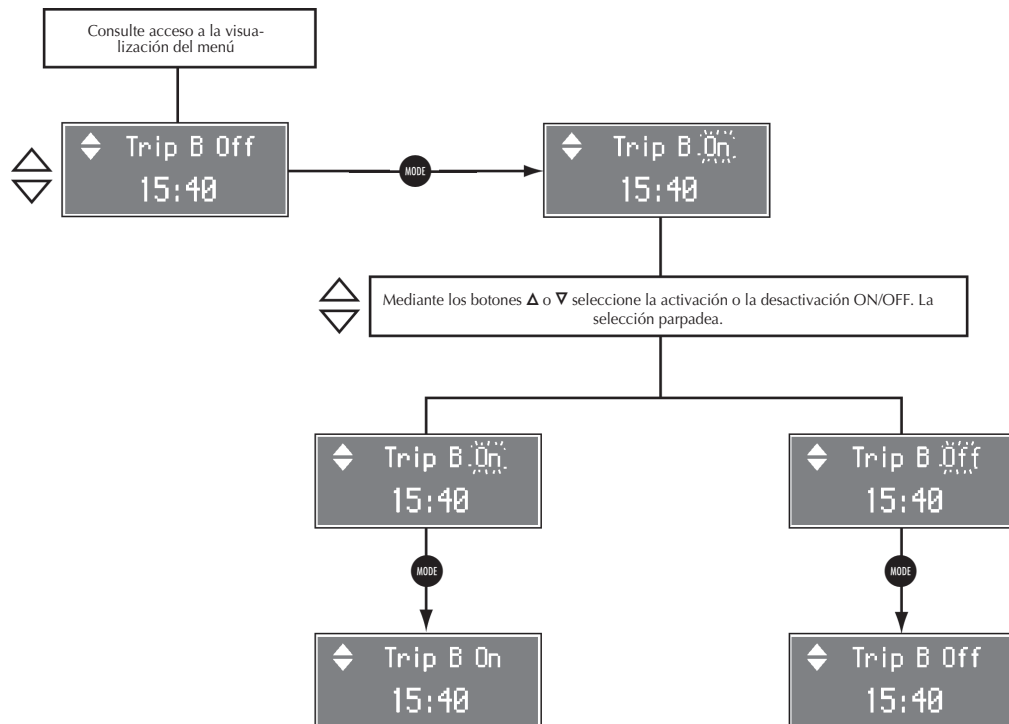 Consulte acceso a la visua-
lización del menú
Trip B Off
15:40
MODE
Trip B On
15:40
Mediante los botones Δ o ∇ seleccione la activación o la desactivación ON/OFF. La
selección parpadea.
Trip B On
15:40
Trip B Off
15:40
MODE
MODE
Trip B On
15:40
Trip B Off
15:40